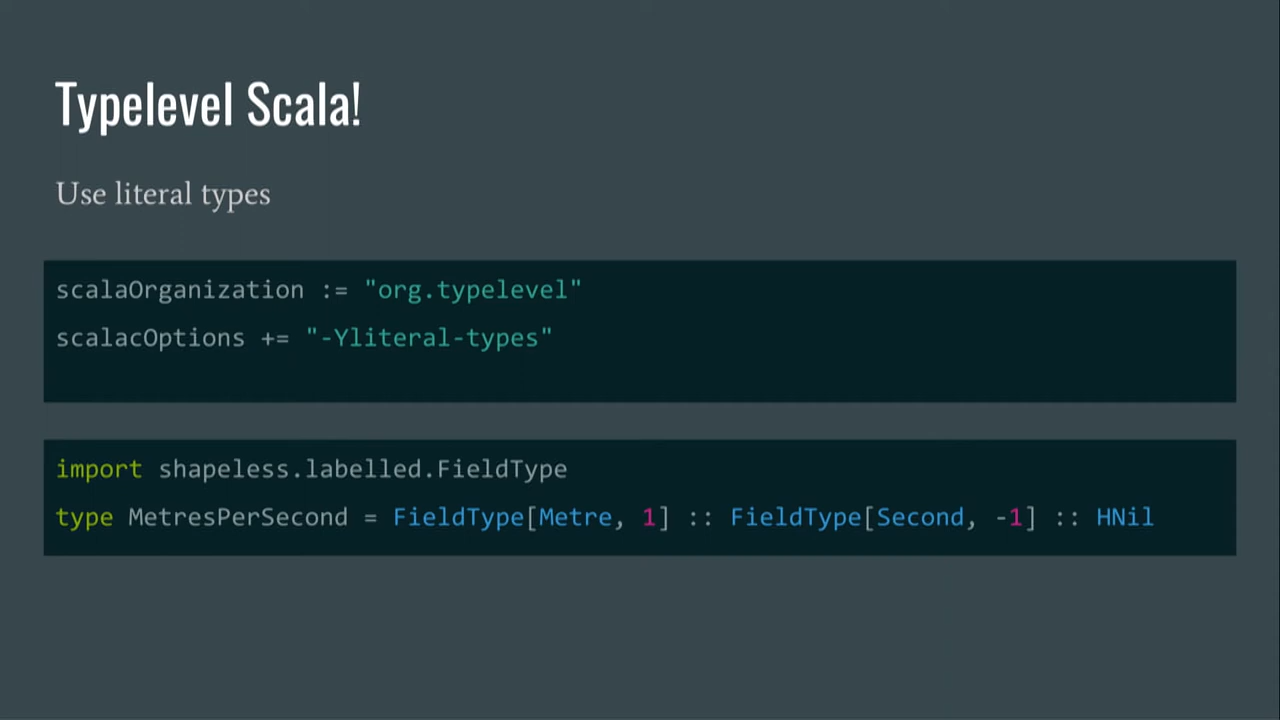 Typelevel Scala!
Use literal types
scalaOrganization := "org.typelevel"
scalacOptions += "-Yliteral-types"
import shapeless.labelled.FieldType
type MetresPerSecond = FieldType[Metre, 1] :: FieldType[Second, -1] :: HNil